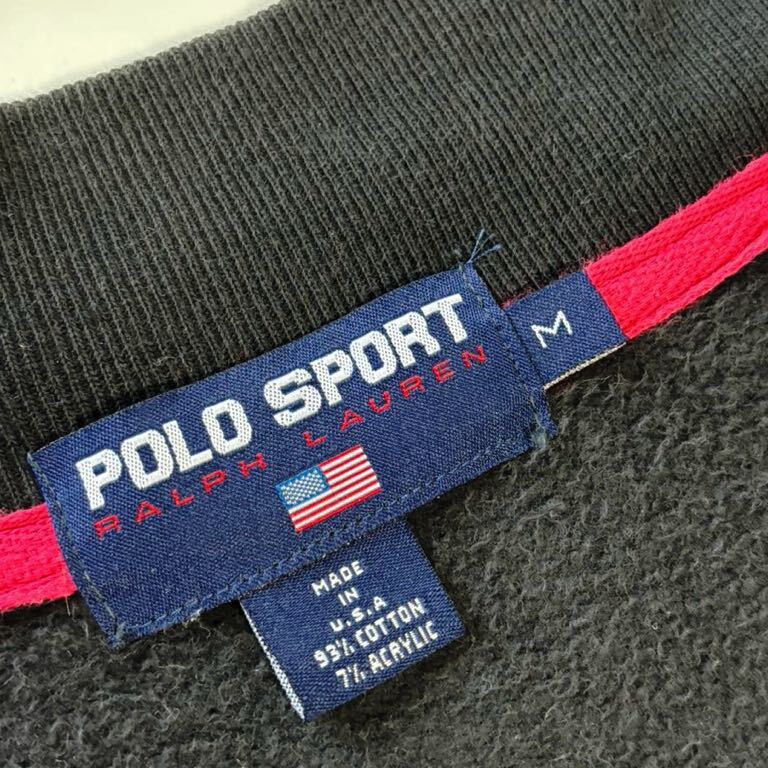 POLO SPORT
RALPH LAUREN
M
MADE
IN
U.S.A
93% COTTON
7% ACRYLIC